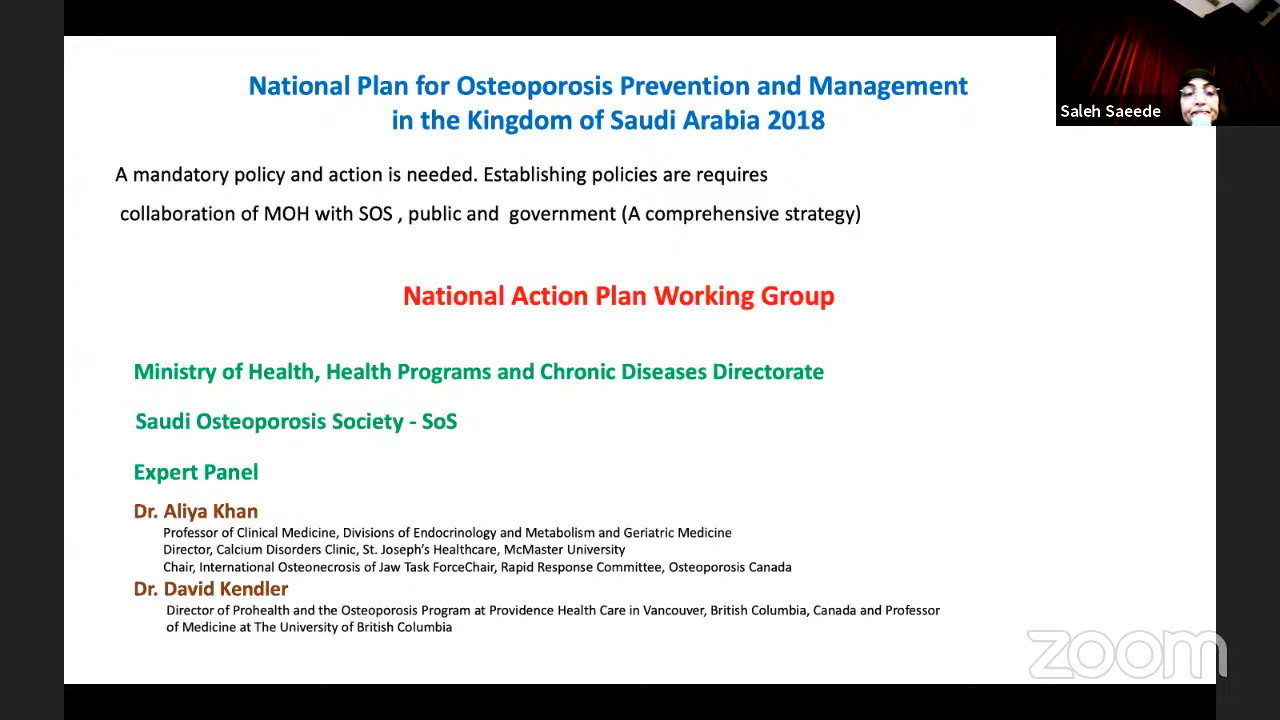 National Plan for Osteoporosis Prevention and Management
in the Kingdom of Saudi Arabia 2018
Saleh Saeede
A mandatory policy and action is needed. Establishing policies are requires
collaboration of MOH with SOS , public and government (A comprehensive strategy)
National Action Plan Working Group
Ministry of Health, Health Programs and Chronic Diseases Directorate
Saudi Osteoporosis Society - SoS
Expert Panel
Dr. Aliya Khan
Professor of Clinical Medicine, Divisions of Endocrinology and Metabolism and Geriatric Medicine
Director, Calcium Disorders Clinic, St. Joseph's Healthcare, McMaster University
Chair, International Osteonecrosis of Jaw Task ForceChair, Rapid Response Committee, Osteoporosis Canada
Dr. David Kendler
Director of Prohealth and the Osteoporosis Program at Providence Health Care in Vancouver, British Columbia, Canada and Professor
of Medicine at The University of British Columbia
zoom